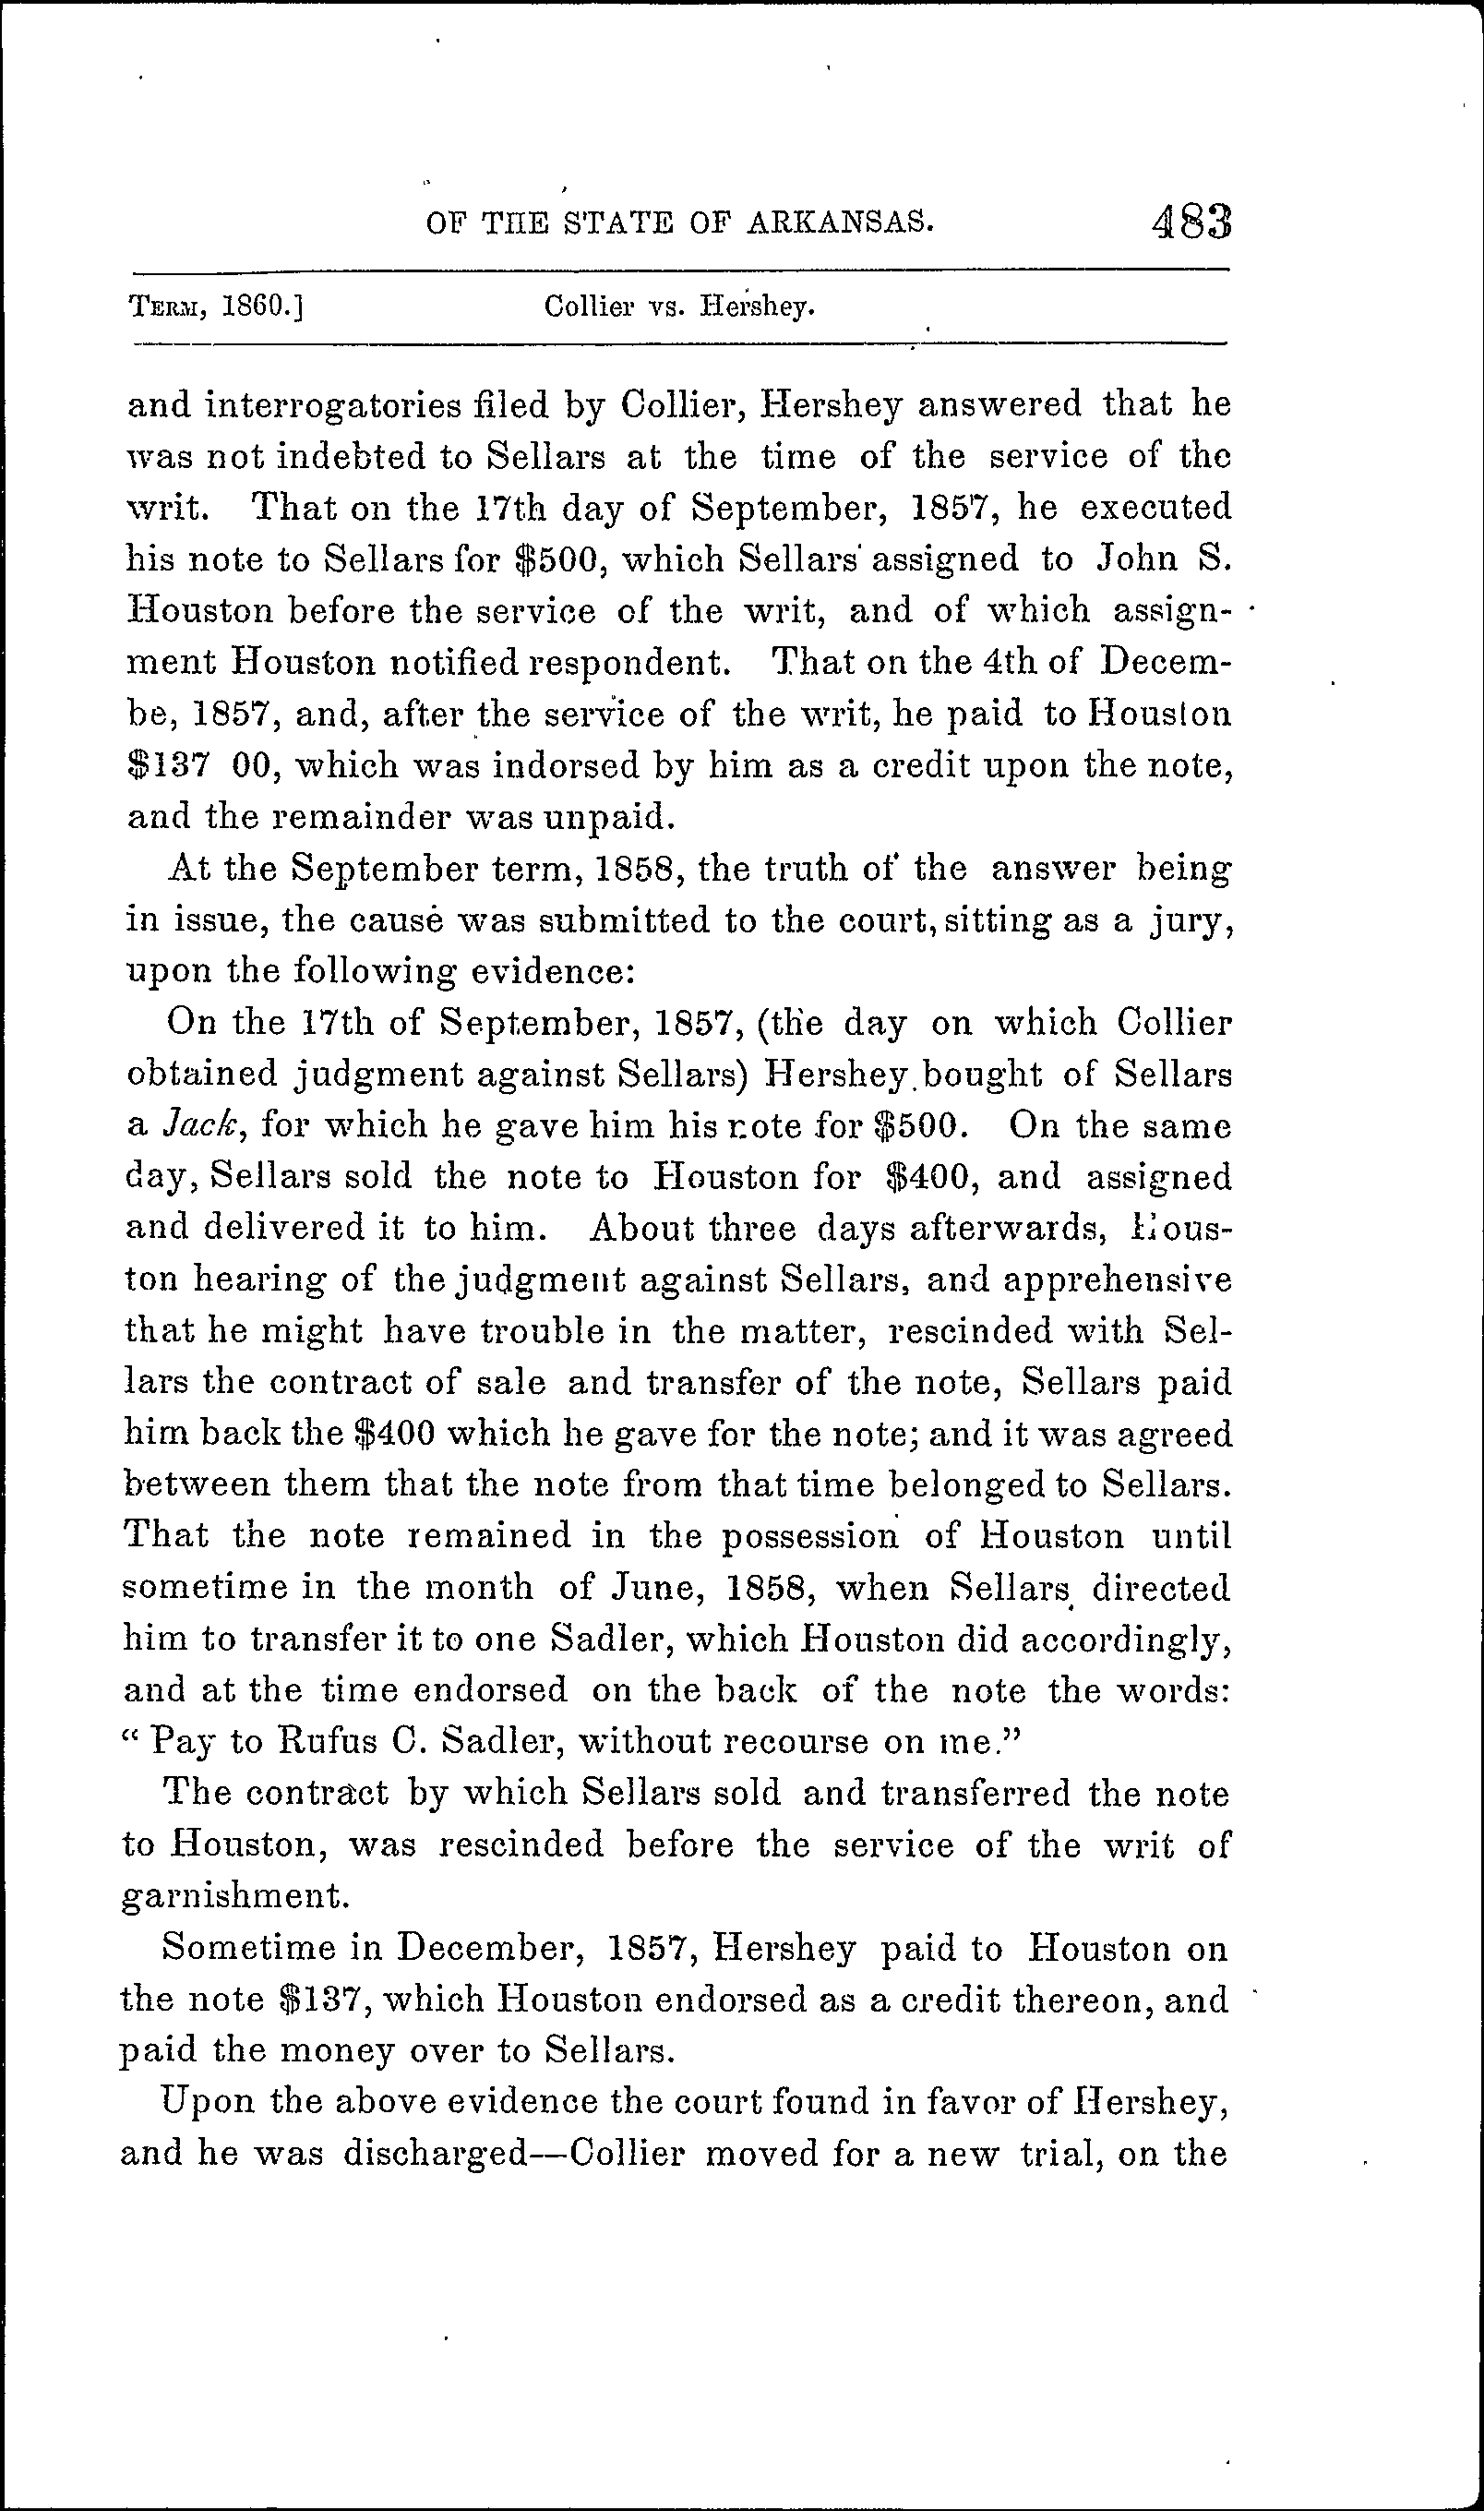 OF THE STATE OF ARKANSAS. 483
TERM, 1860.] Collier vs. Hershey.
and interrogatories filed by Collier, Hershey answered that he
was not indebted to Sellars at the time of the service of the
writ. That on the 17th day of September, 1857, he executed
his note to Sellars for $500, which Sellars assigned to John S.
Houston before the service of the writ, and of which assign-
ment Houston notified respondent. That on the 4th of Decem-
be, 1857, and, after the service of the writ, he paid to Houston
$137 00, which was indorsed by him as a credit upon the note,
and the remainder was unpaid.
At the September term, 1858, the truth of the answer being
in issue, the cause was submitted to the court, sitting as a jury,
upon the following evidence:
On the 17th of September, 1857, (the day on which Collier
obtained judgment against Sellars) Hershey bought of Sellars
a Jack, for which he gave him his note for $500. On the same
day, Sellars sold the note to Houston for $400, and assigned
and delivered it to him. About three days afterwards, Hous-
ton hearing of the judgment against Sellars, and apprehensive
that he might have trouble in the matter, rescinded with Sel-
lars the contract of sale and transfer of the note, Sellars paid
him back the $400 which he gave for the note; and it was agreed
between them that the note from that time belonged to Sellars.
That the note remained in the possession of Houston until
sometime in the month of June, 1858, when Sellars directed
him to transfer it to one Sadler, which Houston did accordingly,
and at the time endorsed on the back of the note the words:
“ Pay to Rufus C. Sadler, without recourse on me.”
The contract by which Sellars sold and transferred the note
to Houston, was rescinded before the service of the writ of
garnishment.
Sometime in December, 1857, Hershey paid to Houston on
the note $137, which Houston endorsed as a credit thereon, and
paid the money over to Sellars.
Upon the above evidence the court found in favor of Hershey,
and he was discharged—Collier moved for a new trial, on the